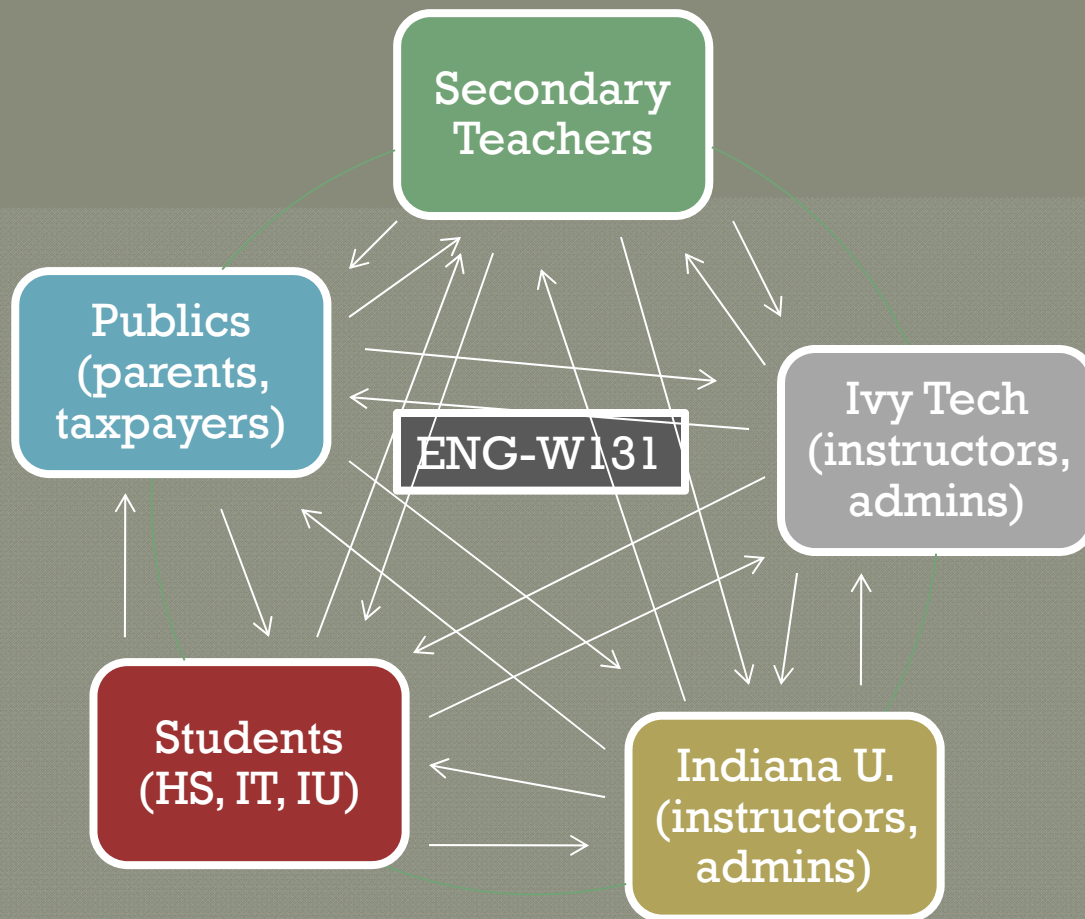 Secondary
Teachers
Publics
(parents,
taxpayers)
Ivy Tech
(instructors,
admins)
ENG-W131
Students
(HS, IT, IU)
Indiana U.
(instructors,
admins)